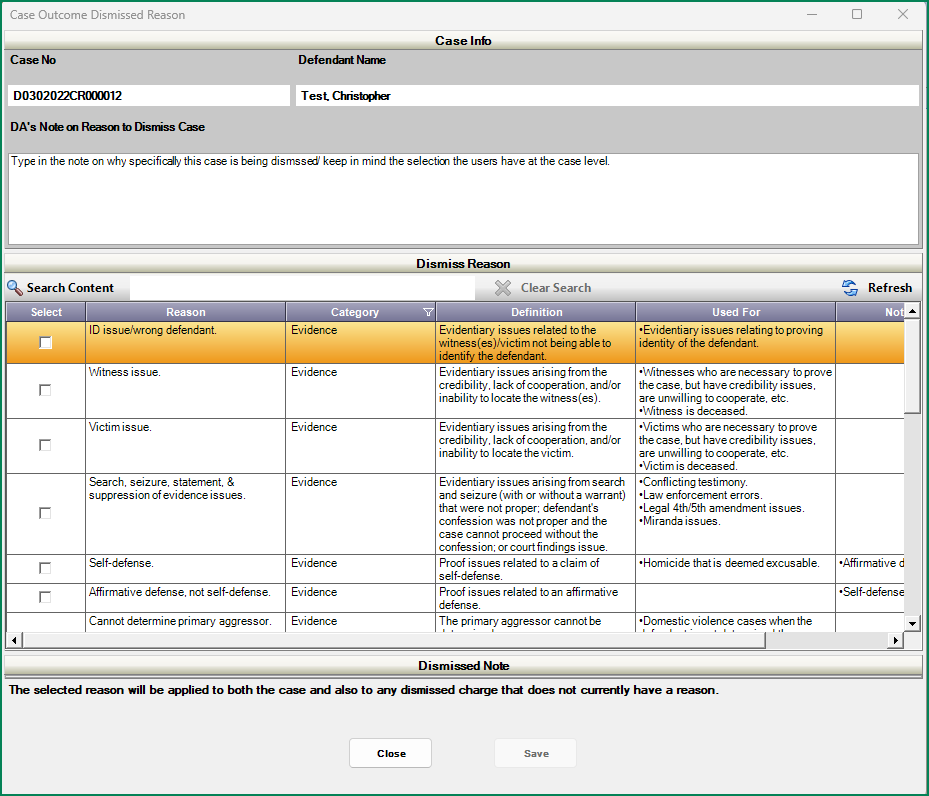 Case Outcome Dismissed Reason
Case Info
Case No Defendant Name
D0302022CR000012 Test, Christopher
DA's Note on Reason to Dismiss Case
Type in the note on why specifically this case is being dismssed/ keep in mind the selection the users have at the case level.
Dismiss Reason
Search Content Clear Search Refresh
Select Reason Category Definition Used For Not
ID issue/wrong defendant. Evidence Evidentiary issues related to the •Evidentiary issues relating to proving
witness(es)/victim not being able to identity of the defendant.
identify the defendant.
Witness issue. Evidence Evidentiary issues arising from the •Witnesses who are necessary to prove
credibility, lack of cooperation, and/or the case, but have credibility issues,
inability to locate the witness(es). are unwilling to cooperate, etc.
•Witness is deceased.
Victim issue. Evidence Evidentiary issues arising from the •Victims who are necessary to prove
credibility, lack of cooperation, and/or the case, but have credibility issues,
inability to locate the victim. are unwilling to cooperate, etc.
•Victim is deceased.
Search, seizure, statement, & Evidence Evidentiary issues arising from search •Conflicting testimony.
suppression of evidence issues. and seizure (with or without a warrant) •Law enforcement errors.
that were not proper; defendant's •Legal 4th/5th amendment issues.
confession was not proper and the •Miranda issues.
case cannot proceed without the
confession; or court findings issue.
Self-defense. Evidence Proof issues related to a claim of •Homicide that is deemed excusable. •Affirmative d
self-defense.
Affirmative defense, not self-defense. Evidence Proof issues related to an affirmative •Self-defense
defense.
Cannot determine primary aggressor. Evidence The primary aggressor cannot be •Domestic violence cases when the
Dismissed Note
The selected reason will be applied to both the case and also to any dismissed charge that does not currently have a reason.
Close Save